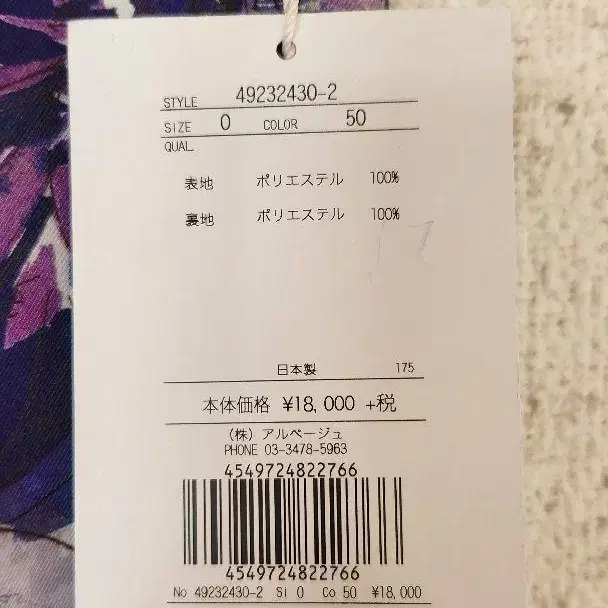 STYLE 49232430-2
SIZE 0 COLOR 50
QUAL
表地 ポリエステル 100%
裏地 ポリエステル 100%
17
日本製 175
本体価格 ¥18,000 +税
(株) アルページュ
PHONE 03-3478-5963
4549724822766
4549724822766
No 49232430-2 Si 0 Co 50 ¥18,000